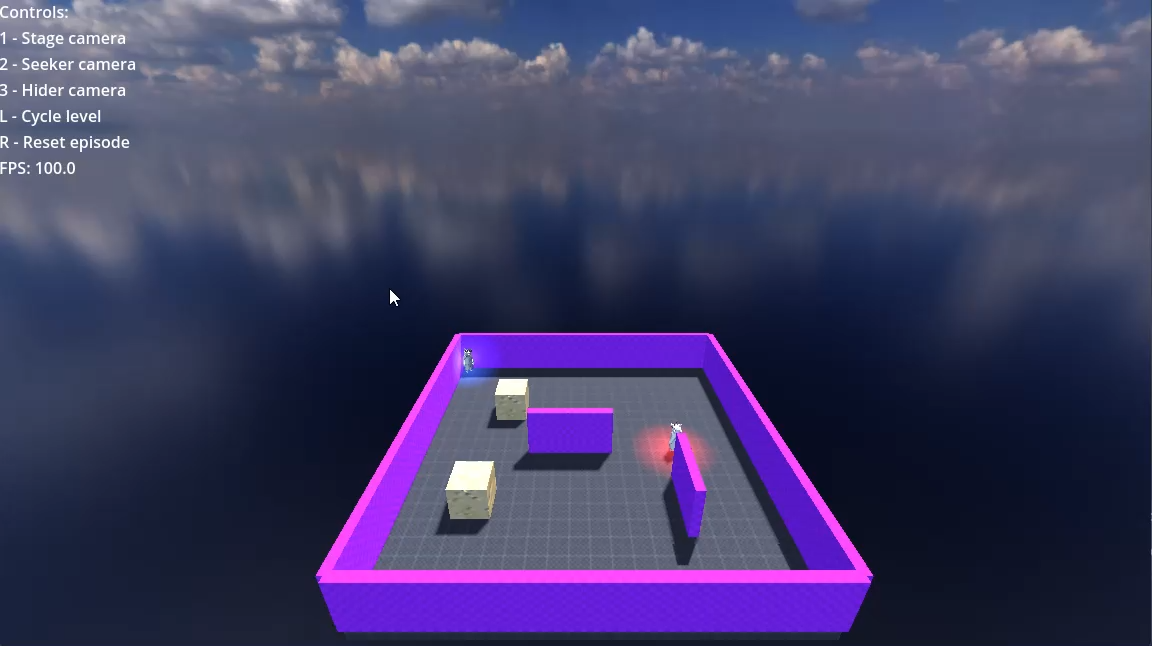 Controls:
1 - Stage camera
2 - Seeker camera
3 - Hider camera
L - Cycle level
R - Reset episode
FPS: 100.0